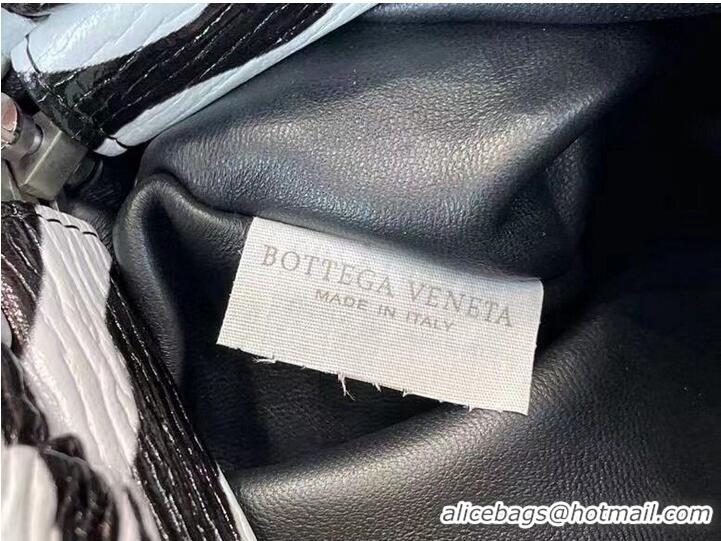 BOTTEGA VENETA
MADE IN ITALY
alicebags@hotmail.com